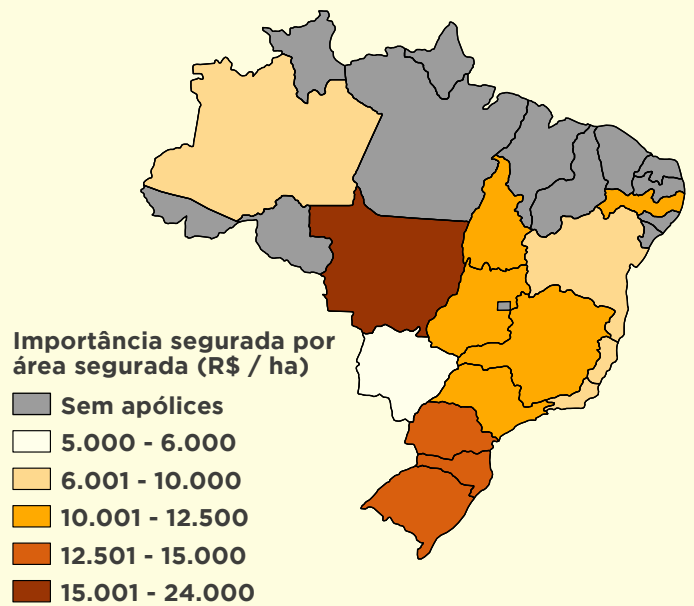 Importância segurada por
área segurada (R$ / ha)
Sem apólices
5.000 - 6.000
6.001 - 10.000
10.001 - 12.500
12.501 - 15.000
15.001 - 24.000